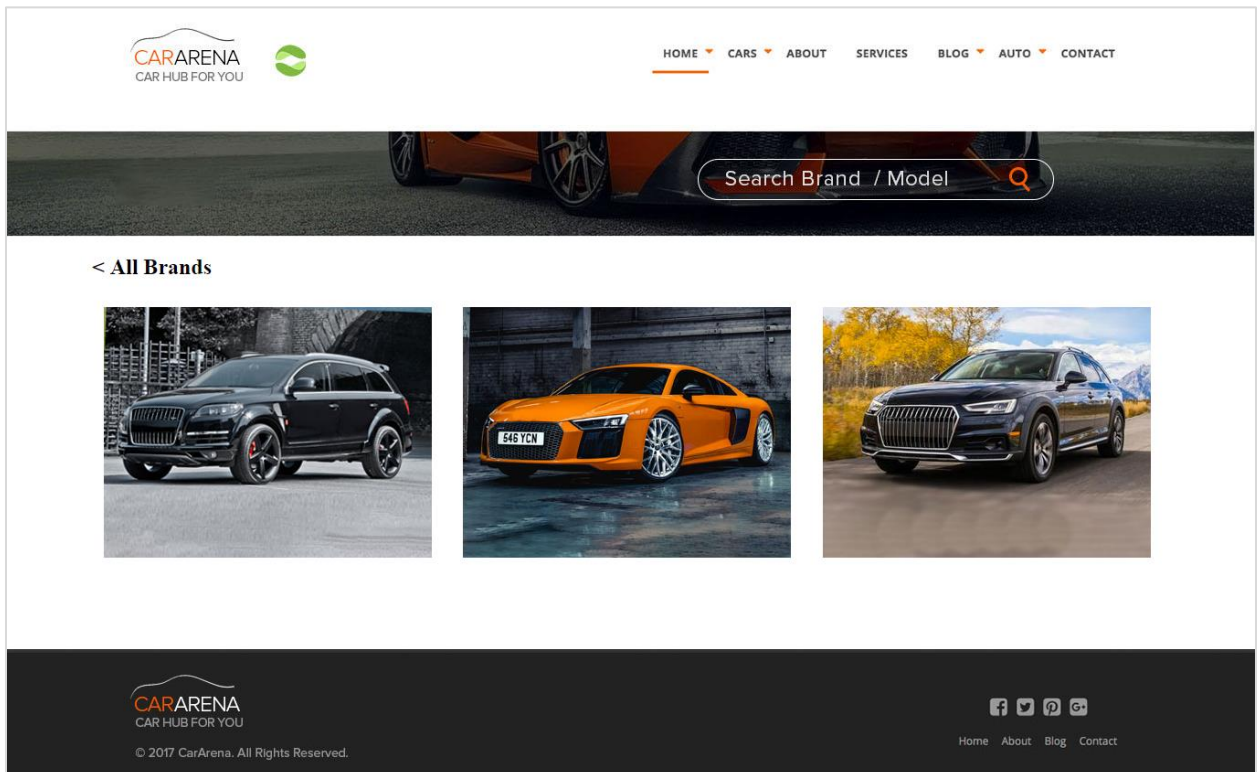 CARARENA
CAR HUB FOR YOU
HOME CARS ABOUT SERVICES BLOG AUTO CONTACT
Search Brand / Model
< All Brands
546 YCN
CARARENA
CAR HUB FOR YOU
© 2017 CarArena. All Rights Reserved.
Home About Blog Contact